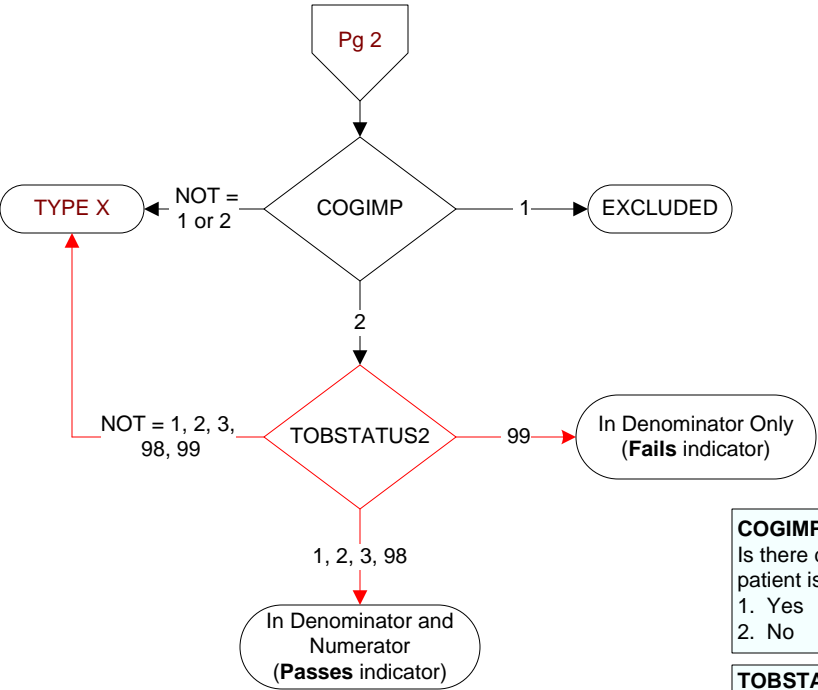 Pg 2
TYPE X
NOT =
1 or 2
COGIMP
1
EXCLUDED
2
NOT = 1, 2, 3,
98, 99
TOBSTATUS2
99
In Denominator Only
(Fails indicator)
1, 2, 3, 98
In Denominator and
Numerator
(Passes indicator)
COGIMP
Is there
patient is
1. Yes
2. No